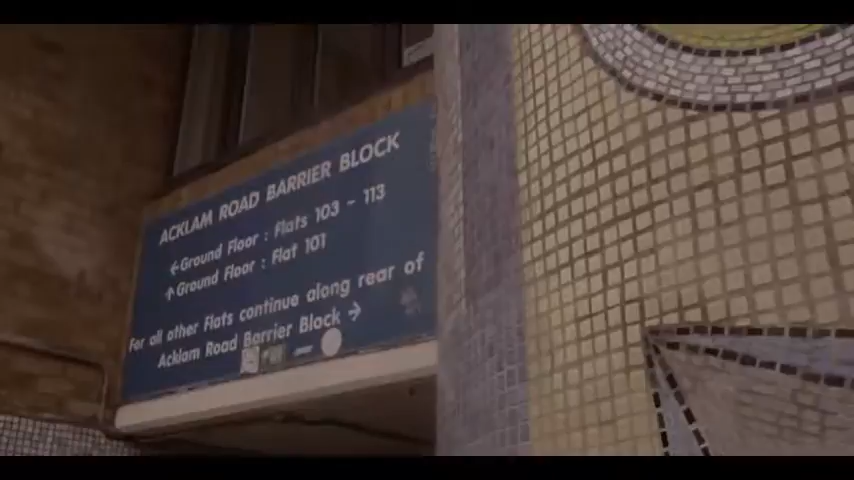 ACKLAM ROAD BARRIER BLOCK
←Ground Floor : Flats 103 - 113
↑Ground Floor : Flat 101
For all other Flats continue along rear of
Acklam Road Barrier Block →